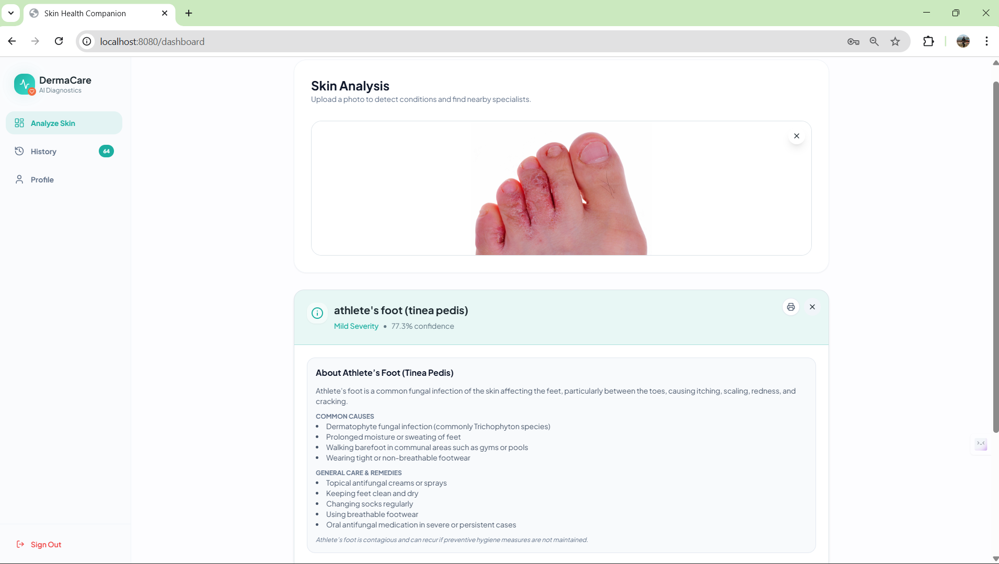 Skin Health Companion
localhost:8080/dashboard
DermaCare
AI Diagnostics
Analyze Skin
History
64
Profile
Sign Out
Skin Analysis
Upload a photo to detect conditions and find nearby specialists.
athlete's foot (tinea pedis)
Mild Severity • 77.3% confidence
About Athlete’s Foot (Tinea Pedis)
Athlete’s foot is a common fungal infection of the skin affecting the feet, particularly between the toes, causing itching, scaling, redness, and
cracking.
COMMON CAUSES
• Dermatophyte fungal infection (commonly Trichophyton species)
• Prolonged moisture or sweating of feet
• Walking barefoot in communal areas such as gyms or pools
• Wearing tight or non-breathable footwear
GENERAL CARE & REMEDIES
• Topical antifungal creams or sprays
• Keeping feet clean and dry
• Changing socks regularly
• Using breathable footwear
• Oral antifungal medication in severe or persistent cases
Athlete’s foot is contagious and can recur if preventive hygiene measures are not maintained.